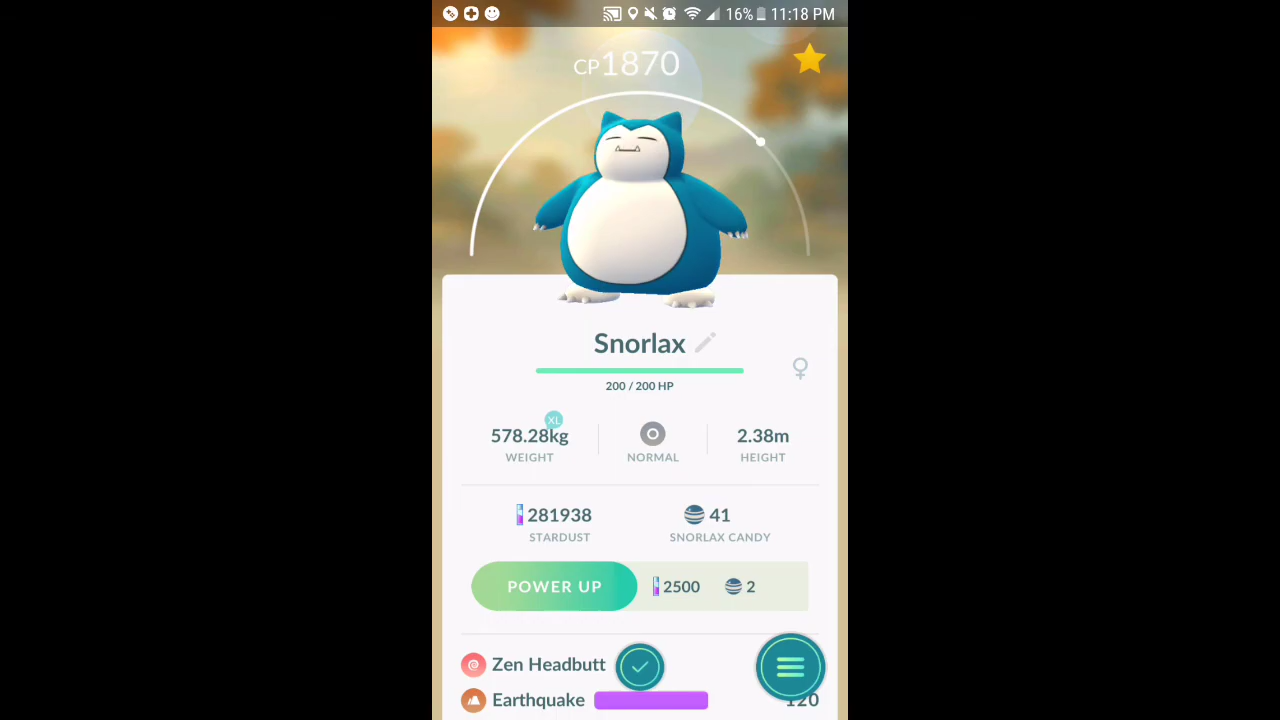 16% 11:18 PM
CP1870
Snorlax
200 / 200 HP
XL
578.28kg
WEIGHT
NORMAL
2.38m
HEIGHT
281938
STARDUST
41
SNORLAX CANDY
POWER UP 2500 2
Zen Headbutt
Earthquake 120